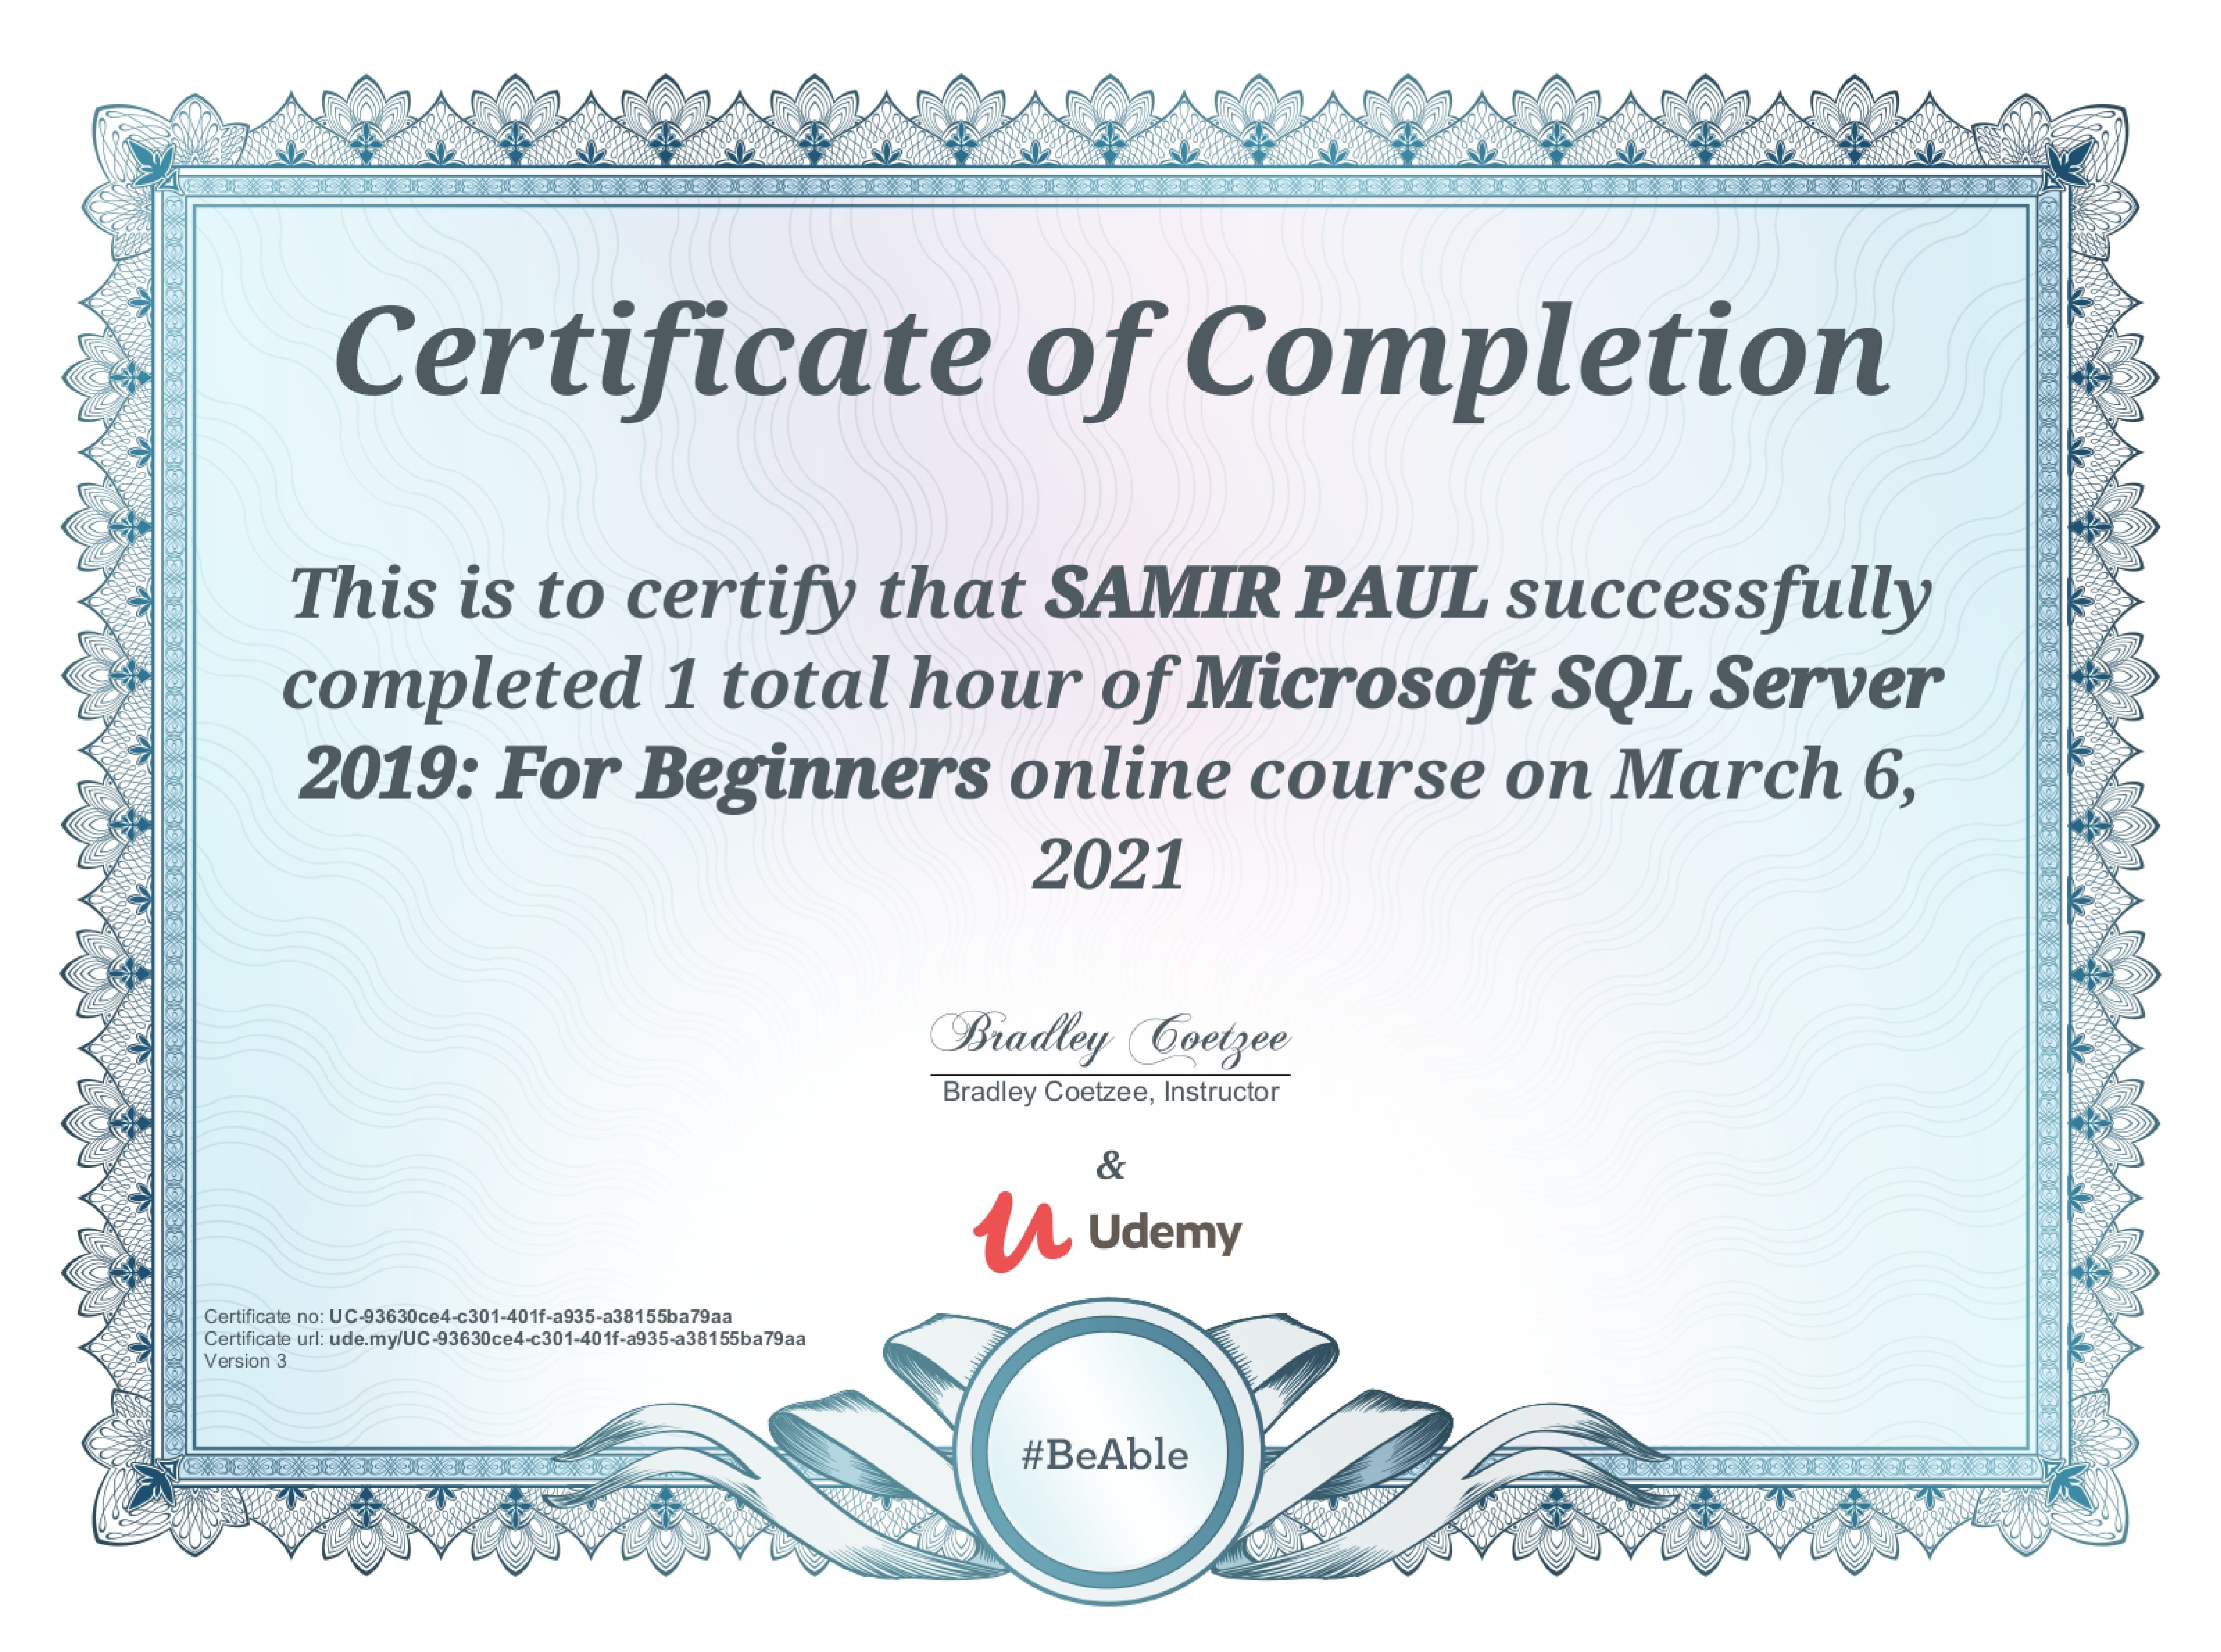 Certificate of Completion
This is to certify that SAMIR PAUL successfully
completed 1 total hour of Microsoft SQL Server
2019: For Beginners online course on March 6,
2021
Bradley Coetzee
Bradley Coetzee, Instructor
&
Udemy
Certificate no: UC-93630ce4-c301-401f-a935-a38155ba79aa
Certificate url: ude.my/UC-93630ce4-c301-401f-a935-a38155ba79aa
Version 3
#BeAble